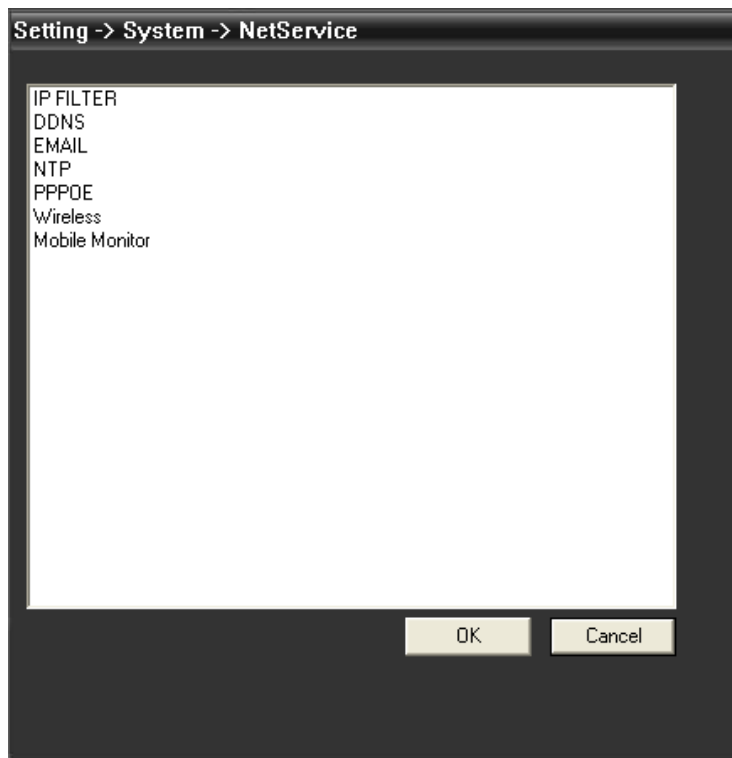 Setting -> System -> NetService
IP FILTER
DDNS
EMAIL
NTP
PPPOE
Wireless
Mobile Monitor
OK Cancel